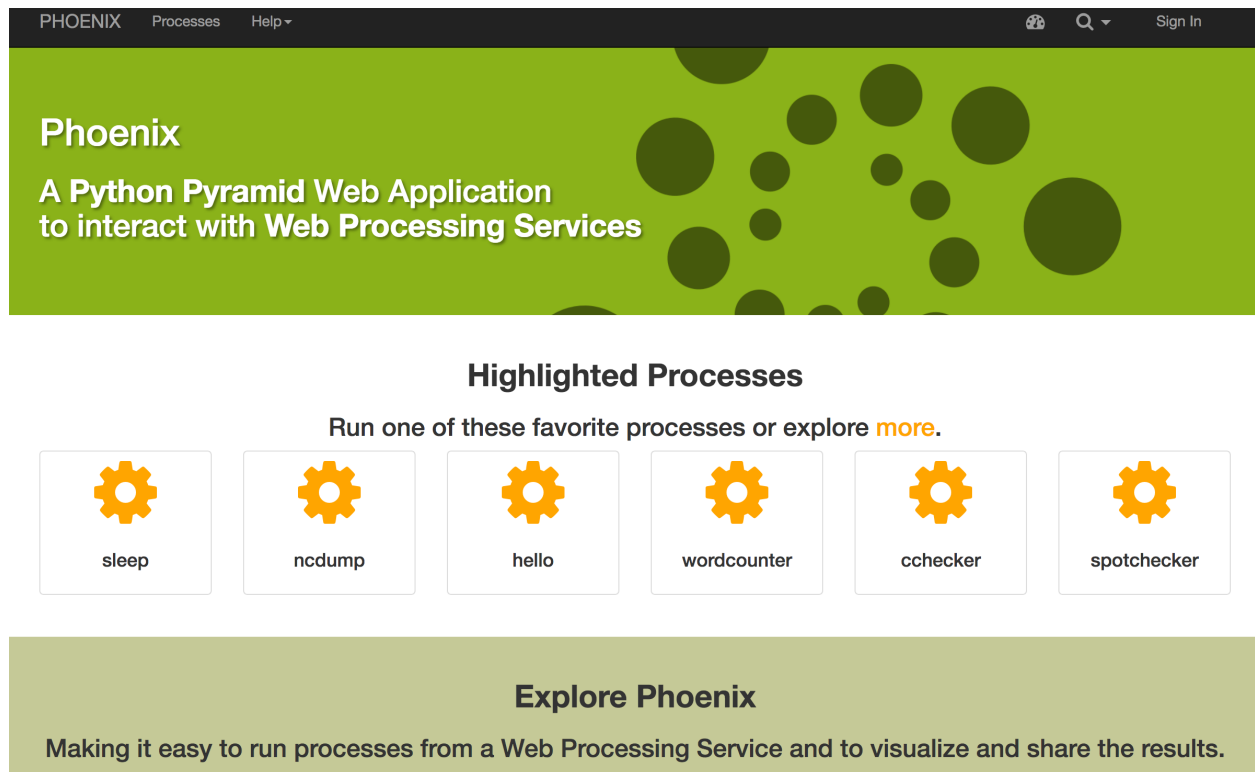 PHOENIX Processes Help Sign In
Phoenix
A Python Pyramid Web Application
to interact with Web Processing Services
Highlighted Processes
Run one of these favorite processes or explore more.
sleep ncdump hello wordcounter cchecker spotchecker
Explore Phoenix
Making it easy to run processes from a Web Processing Service and to visualize and share the results.